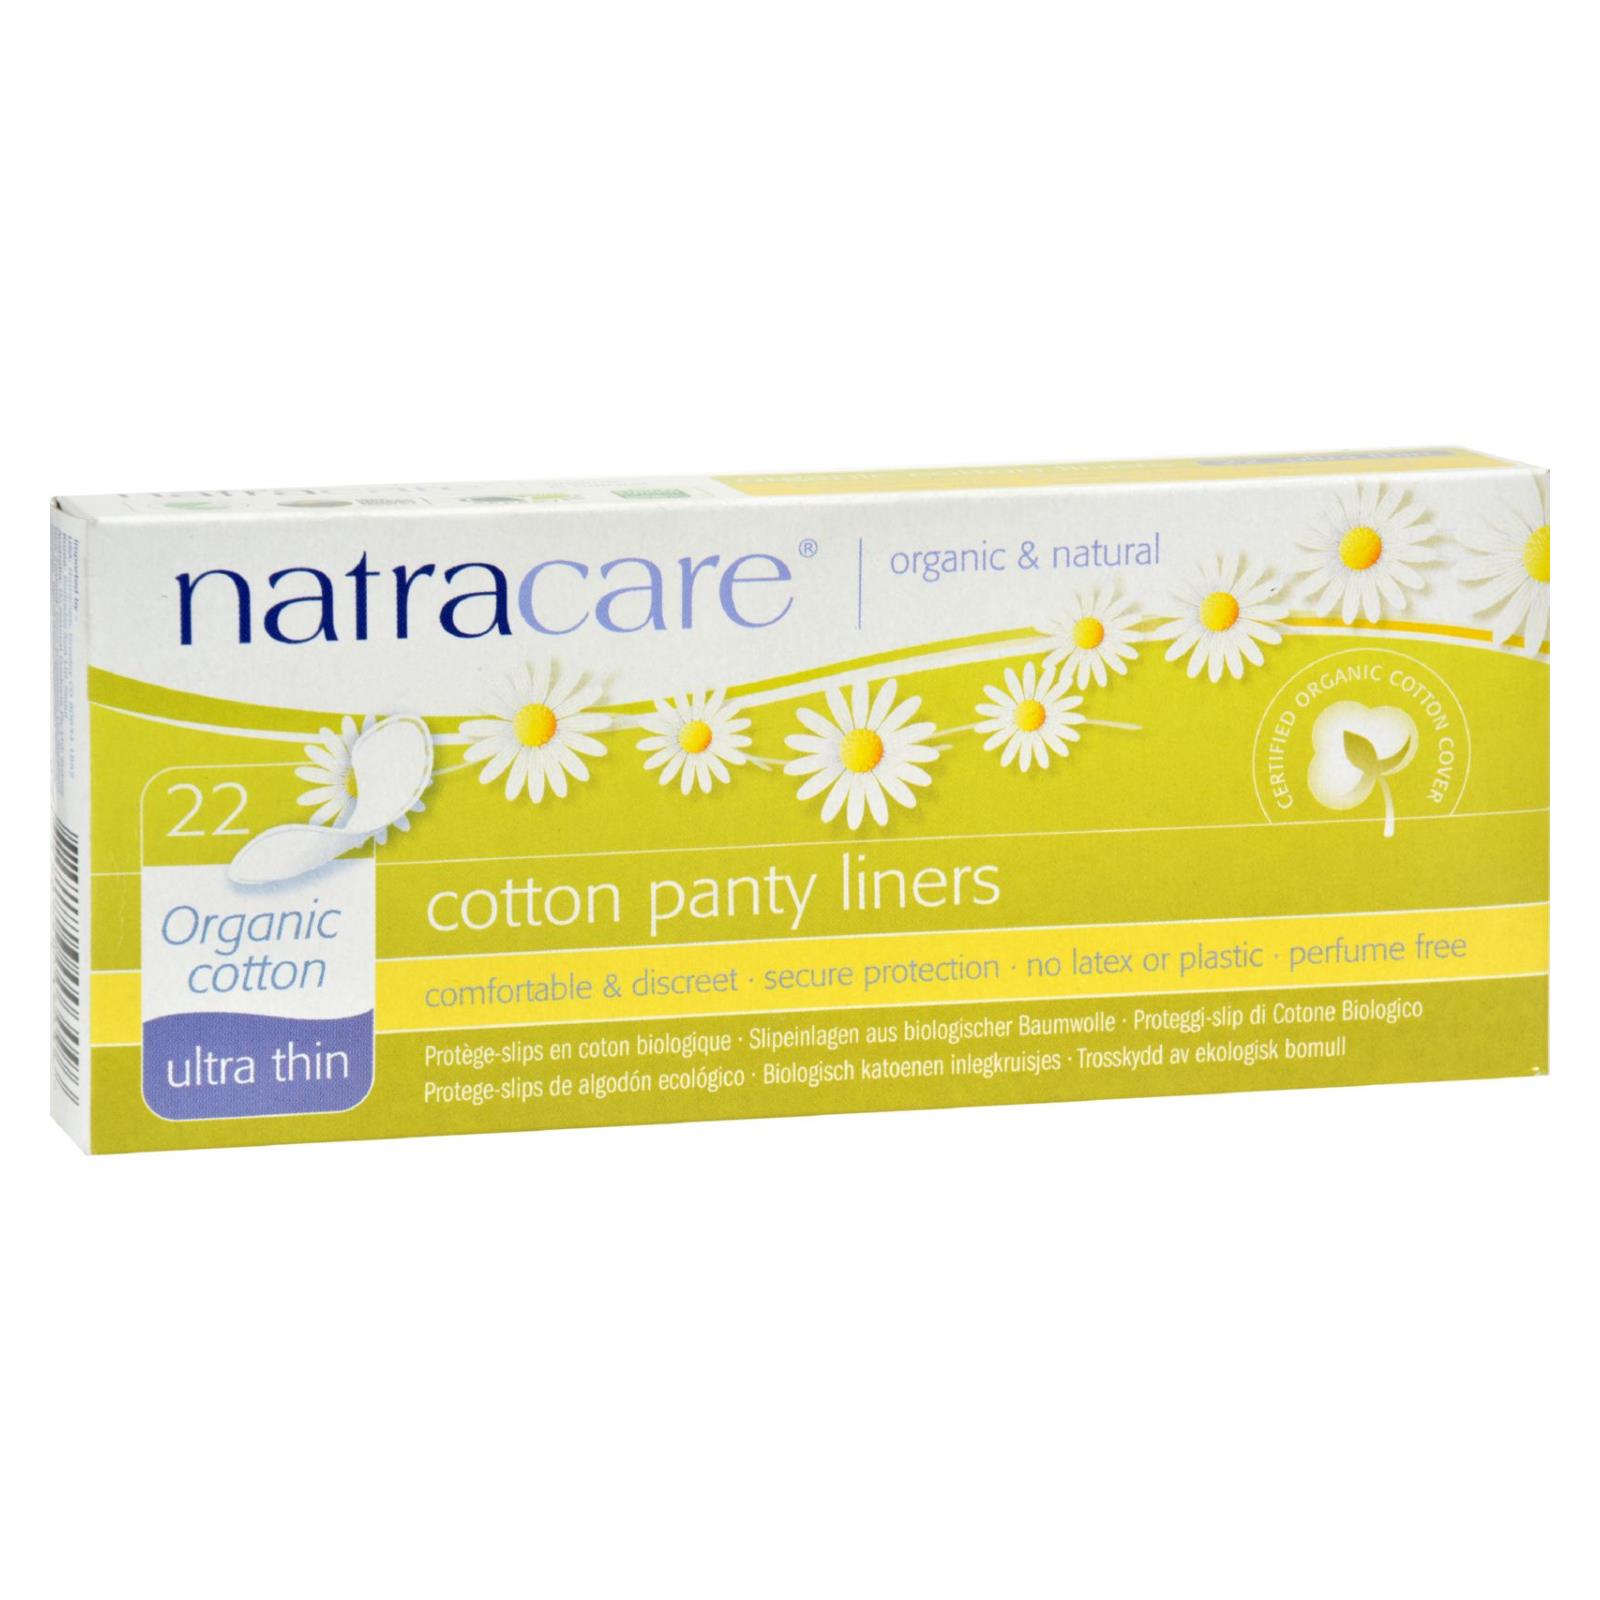 natracare®
organic & natural
CERTIFIED ORGANIC COTTON COVER
22
Organic
cotton
ultra thin
cotton panty liners
comfortable & discreet · secure protection · no latex or plastic · perfume free
Protège-slips en coton biologique · Slipeinlagen aus biologischer Baumwolle · Proteggi-slip di Cotone Biologico
Protege-slips de algodón ecológico · Biologisch katoenen inlegkruisjes · Trosskydd av ekologisk bomull